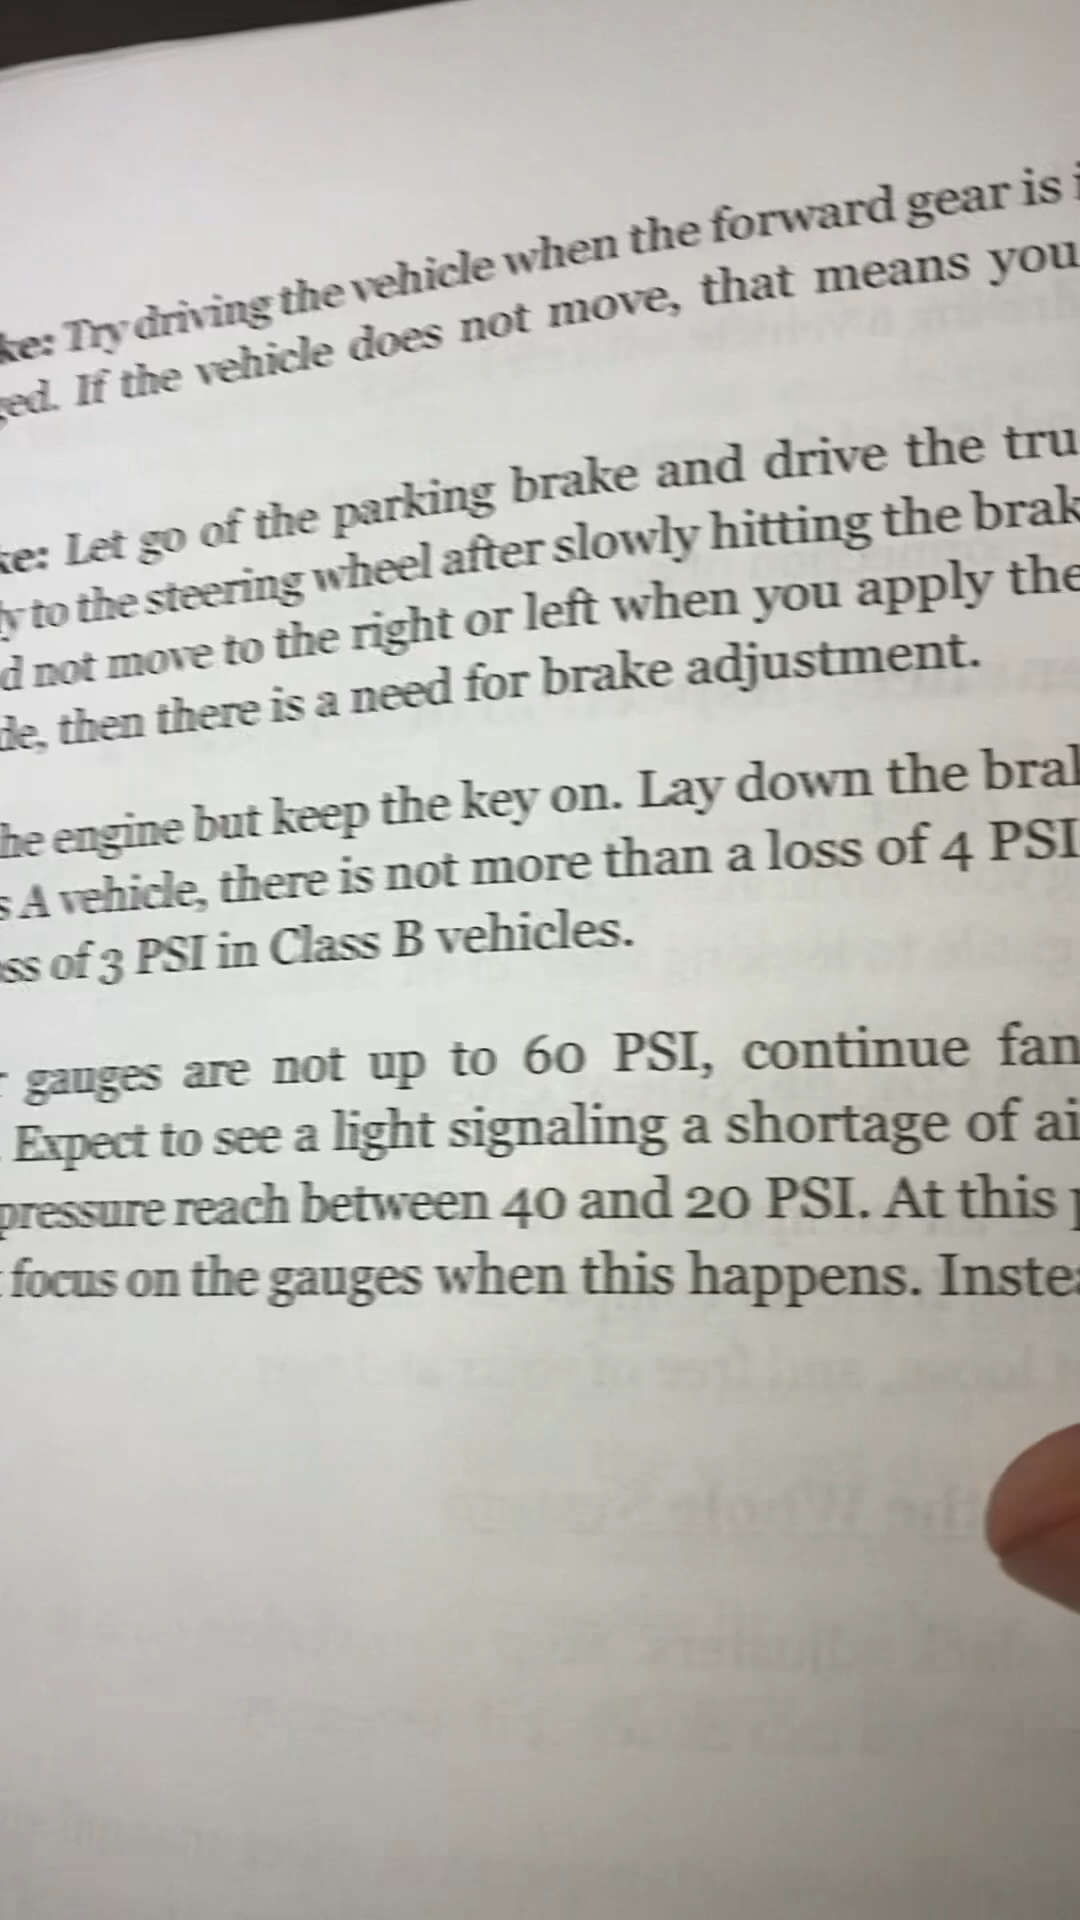 ke: Try driving the vehicle when the forward gear is
ged. If the vehicle does not move, that means you
ke: Let go of the parking brake and drive the tru
ly to the steering wheel after slowly hitting the brak
d not move to the right or left when you apply the
de, then there is a need for brake adjustment.
he engine but keep the key on. Lay down the brak
s A vehicle, there is not more than a loss of 4 PSI
ss of 3 PSI in Class B vehicles.
gauges are not up to 60 PSI, continue fan
Expect to see a light signaling a shortage of ai
pressure reach between 40 and 20 PSI. At this
focus on the gauges when this happens. Inste